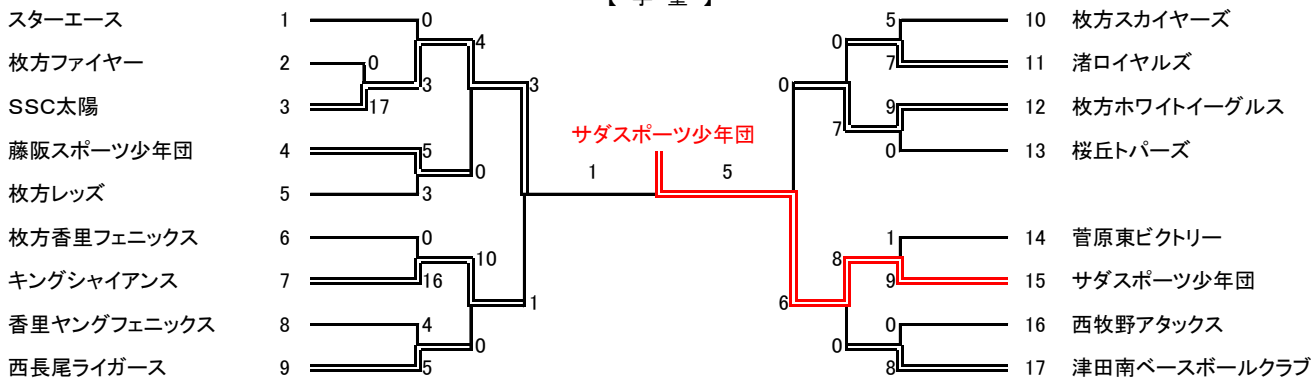 【 学 童 】
スターエース 1 0 5 10 枚方スカイヤーズ
4 0
枚方ファイヤー 2 0 7 11 渚ロイヤルズ
3 3 0
SSC太陽 3 17 9 12 枚方ホワイトイーグルス
サダスポーツ少年団 7
藤阪スポーツ少年団 4 5 0 13 桜丘トパーズ
0 1 5
枚方レッズ 5 3
枚方香里フェニックス 6 0 1 14 菅原東ビクトリー
10 8
キングシャイアンス 7 16 9 15 サダスポーツ少年団
1 6
香里ヤングフェニックス 8 4 0 16 西牧野アタックス
0 0
西長尾ライガース 9 5 8 17 津田南ベースボールクラブ